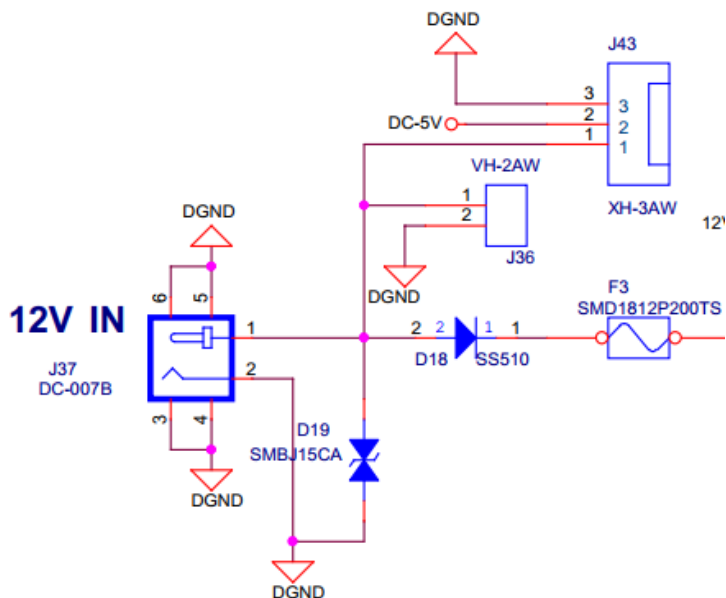 DGND
J43
3
3
DC-5V
2
2
1
1
VH-2AW
1
2
XH-3AW
DGND
J36
DGND
12V
6
5
F3
SMD1812P200TS
12V IN
1
2
2
1
1
J37
DC-007B
2
D18
SS510
3
4
D19
SMBJ15CA
DGND
DGND